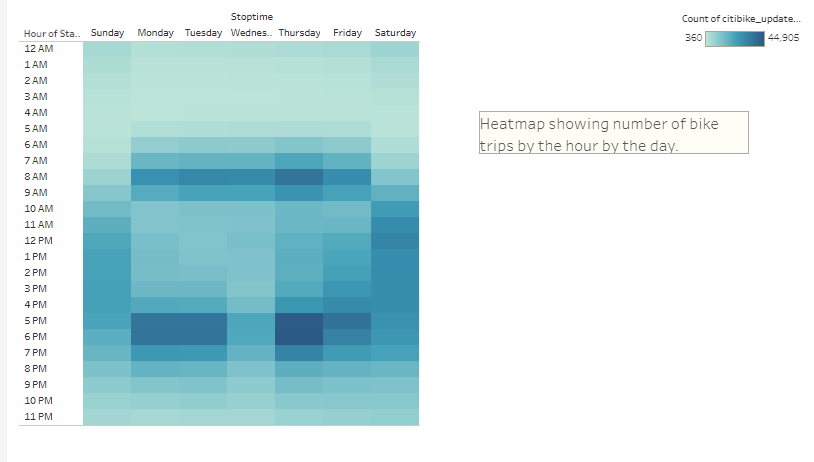 Stoptime
Hour of Sta.. Sunday Monday Tuesday Wednes.. Thursday Friday Saturday
12 AM
1 AM
2 AM
3 AM
4 AM
5 AM
6 AM
7 AM
8 AM
9 AM
10 AM
11 AM
12 PM
1 PM
2 PM
3 PM
4 PM
5 PM
6 PM
7 PM
8 PM
9 PM
10 PM
11 PM
Count of citibike_update...
360 44,905
Heatmap showing number of bike
trips by the hour by the day.